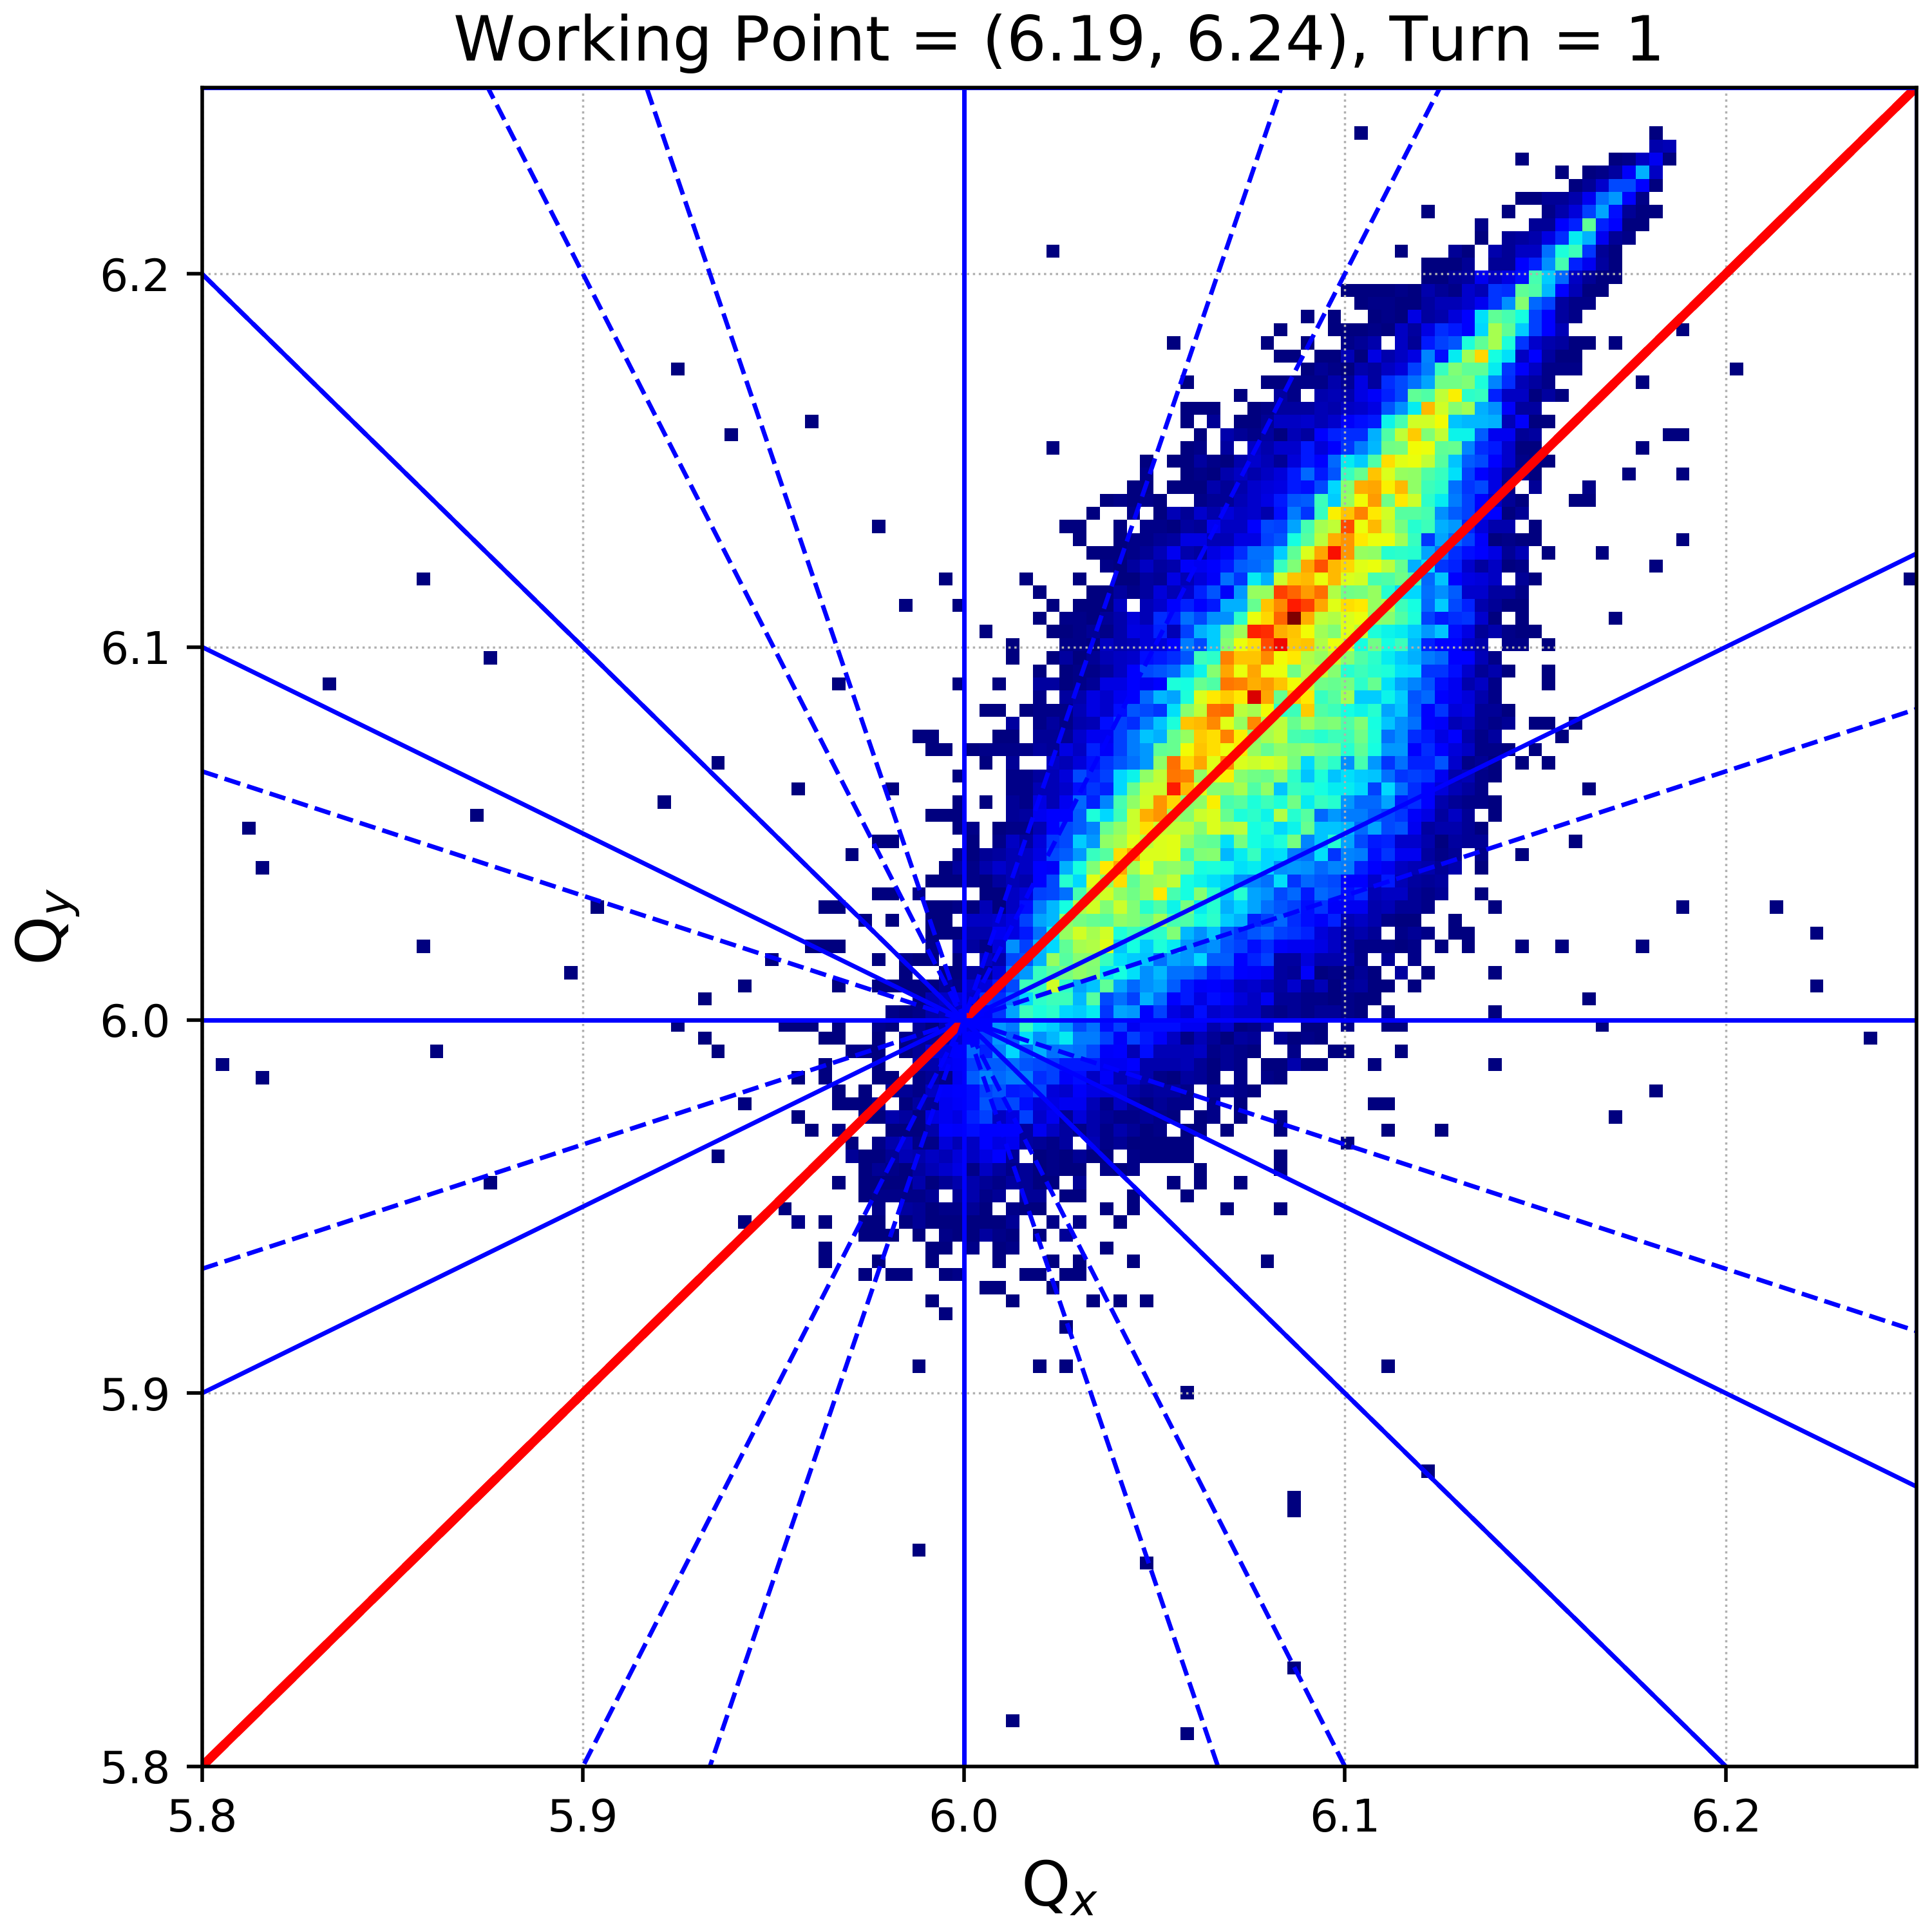 Working Point = (6.19, 6.24), Turn = 1
6.2
6.1
6.0
5.9
5.8
Qy
5.8 5.9 6.0 6.1 6.2
Qx